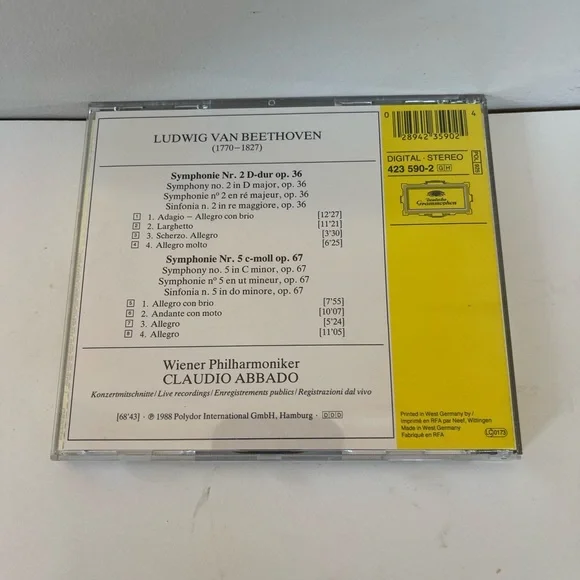 LUDWIG VAN BEETHOVEN
(1770–1827)
Symphonie Nr. 2 D-dur op. 36
Symphony no. 2 in D major, op. 36
Symphonie nº 2 en ré majeur, op. 36
Sinfonia n. 2 in re maggiore, op. 36
1 1. Adagio – Allegro con brio [12'27]
2 2. Larghetto [11'21]
3 3. Scherzo. Allegro [3'30]
4 4. Allegro molto [6'25]
Symphonie Nr. 5 c-moll op. 67
Symphony no. 5 in C minor, op. 67
Symphonie nº 5 en ut mineur, op. 67
Sinfonia n. 5 in do minore, op. 67
5 1. Allegro con brio [7'55]
6 2. Andante con moto [10'07]
7 3. Allegro [5'24]
8 4. Allegro [11'05]
Wiener Philharmoniker
CLAUDIO ABBADO
Konzertmitschnitte/Live recordings/Enregistrements publics/Registrazioni dal vivo
[68'43] · ℗ 1988 Polydor International GmbH, Hamburg · DDD
0 28942 35902 4
DIGITAL · STEREO
423 590-2 GH
Deutsche
Grammophon
Printed in West Germany by /
Imprimé en RFA par Neef, Wittingen
Made in West Germany
Fabriqué en RFA